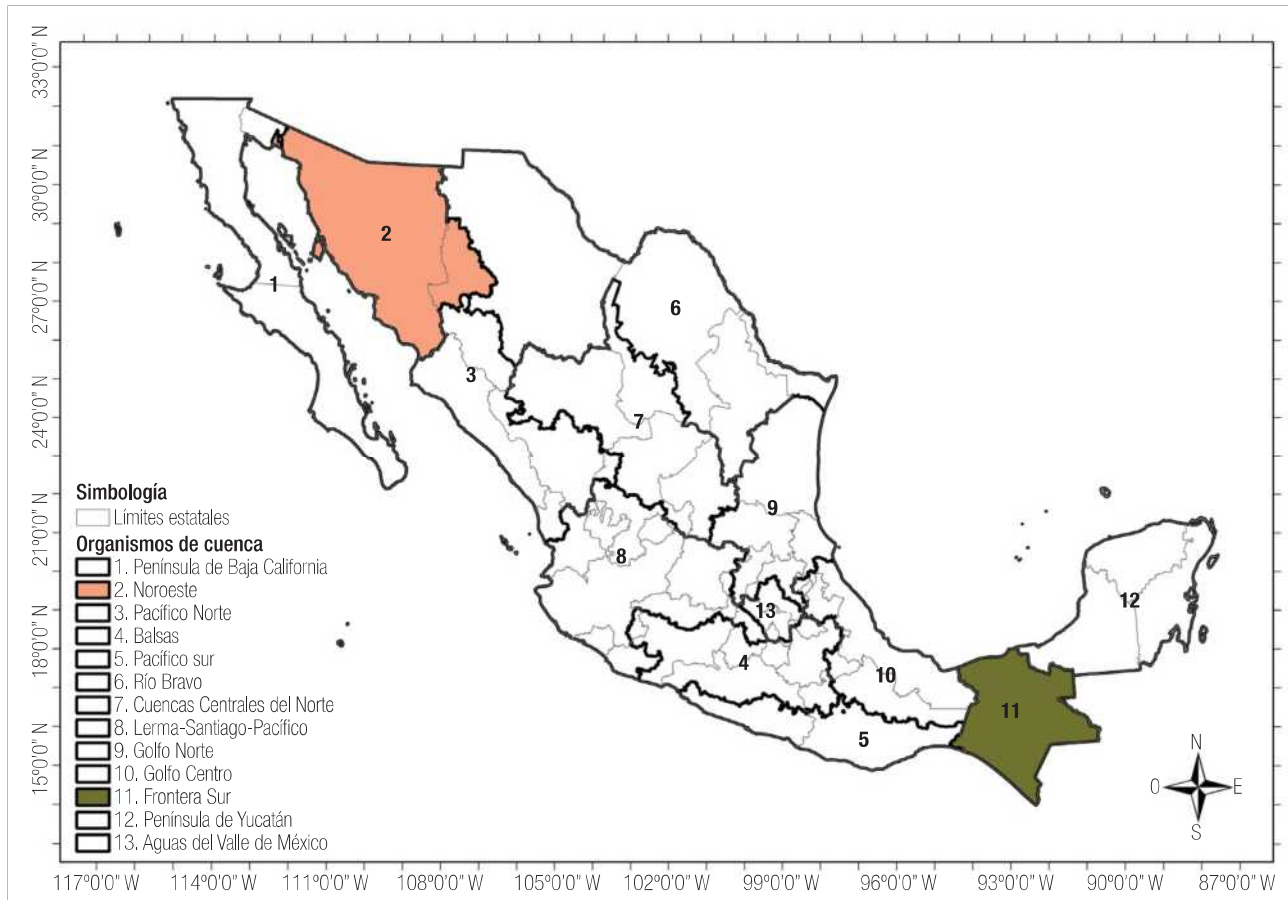 33°0'0" N
30°0'0" N
27°0'0" N
24°0'0" N
21°0'0" N
18°0'0" N
15°0'0" N
2
1
6
3
7
9
8
13
12
4
10
11
5
Simbología
Límites estatales
Organismos de cuenca
1. Península de Baja California
2. Noroeste
3. Pacífico Norte
4. Balsas
5. Pacífico sur
6. Río Bravo
7. Cuencas Centrales del Norte
8. Lerma-Santiago-Pacífico
9. Golfo Norte
10. Golfo Centro
11. Frontera Sur
12. Península de Yucatán
13. Aguas del Valle de México
N
O E
S
117°0'0" W 114°0'0" W 111°0'0" W 108°0'0" W 105°0'0" W 102°0'0" W 99°0'0" W 96°0'0" W 93°0'0" W 90°0'0" W 87°0'0" W